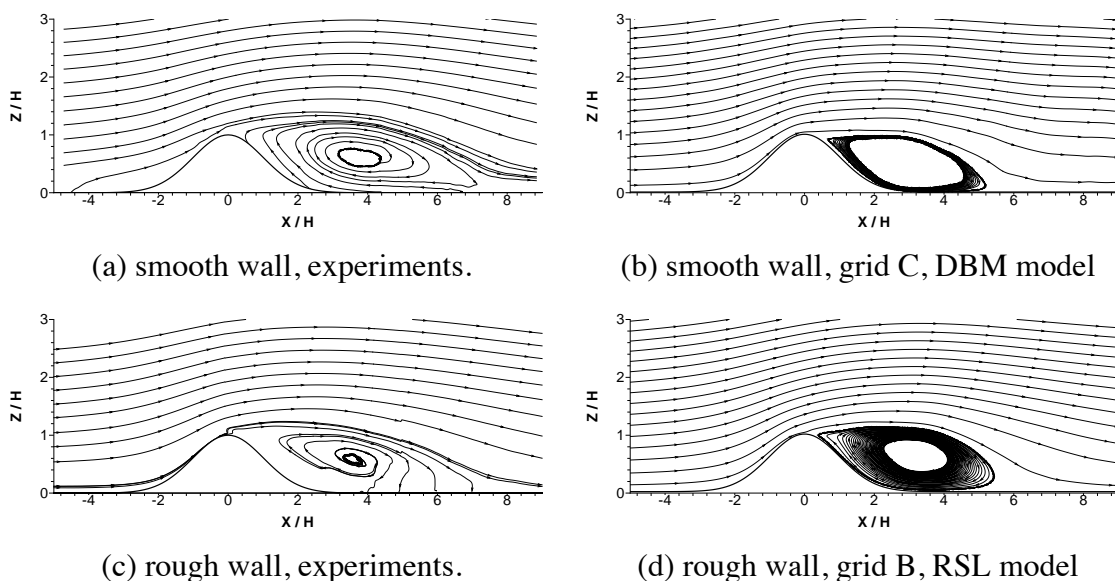 3
2
1
0
Z / H
-4 -2 0 2 4 6 8
X / H
(a) smooth wall, experiments.
3
2
1
0
Z / H
-4 -2 0 2 4 6 8
X / H
(b) smooth wall, grid C, DBM model
3
2
1
0
Z / H
-4 -2 0 2 4 6 8
X / H
(c) rough wall, experiments.
3
2
1
0
Z / H
-4 -2 0 2 4 6 8
X / H
(d) rough wall, grid B, RSL model